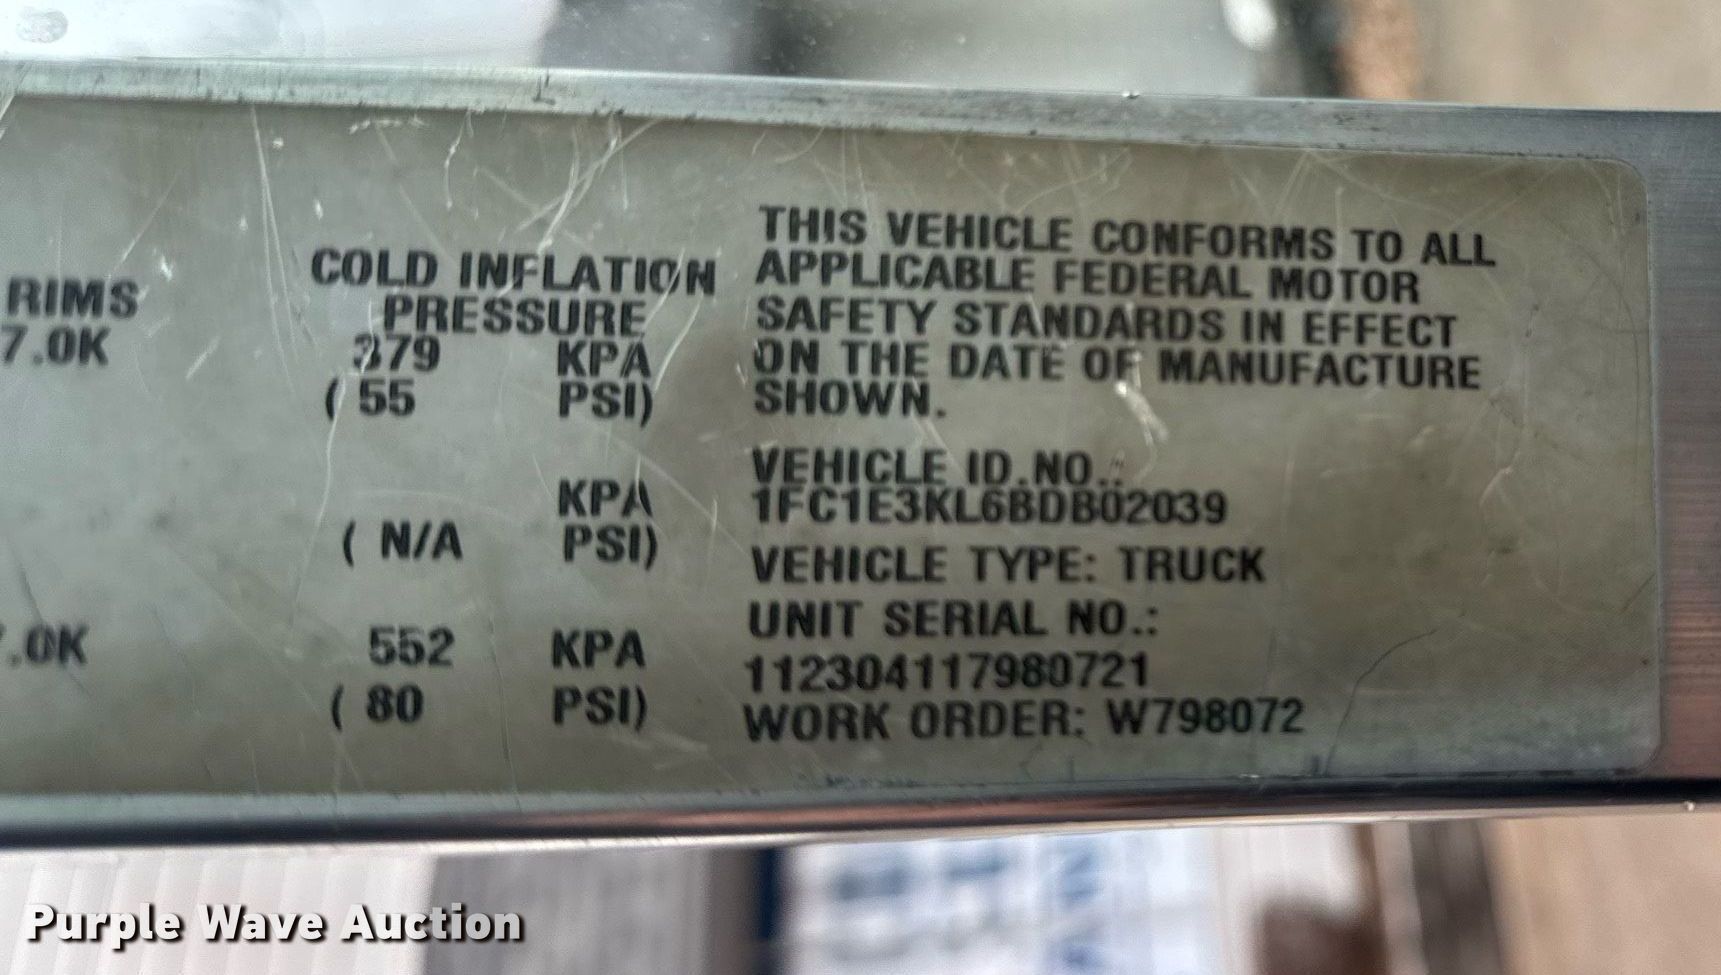 RIMS
7.0K
.0K
COLD INFLATION
PRESSURE
379 KPA
( 55 PSI)
KPA
( N/A PSI)
552 KPA
( 80 PSI)
THIS VEHICLE CONFORMS TO ALL
APPLICABLE FEDERAL MOTOR
SAFETY STANDARDS IN EFFECT
ON THE DATE OF MANUFACTURE
SHOWN.
VEHICLE ID.NO.:
1FC1E3KL6BDB02039
VEHICLE TYPE: TRUCK
UNIT SERIAL NO.:
112304117980721
WORK ORDER: W798072
Purple Wave Auction